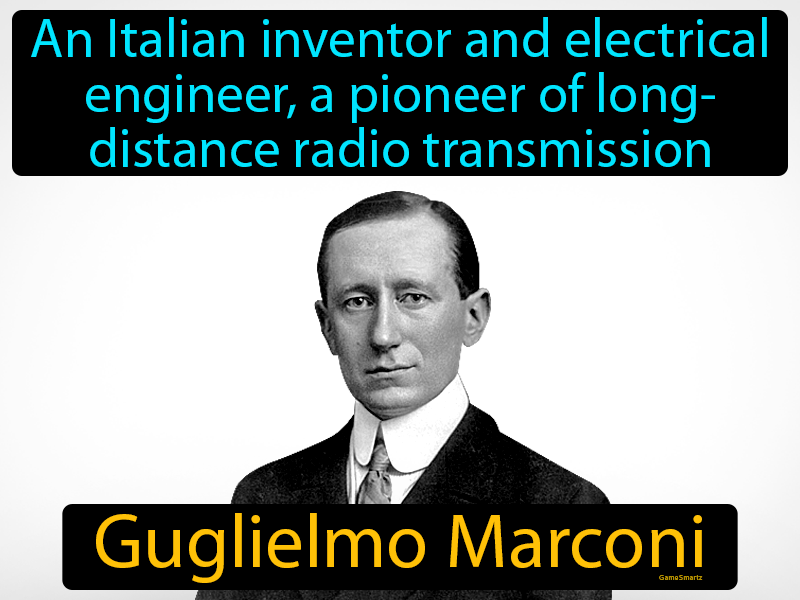 An Italian inventor and electrical
engineer, a pioneer of long-
distance radio transmission
Guglielmo Marconi
GameSmartz